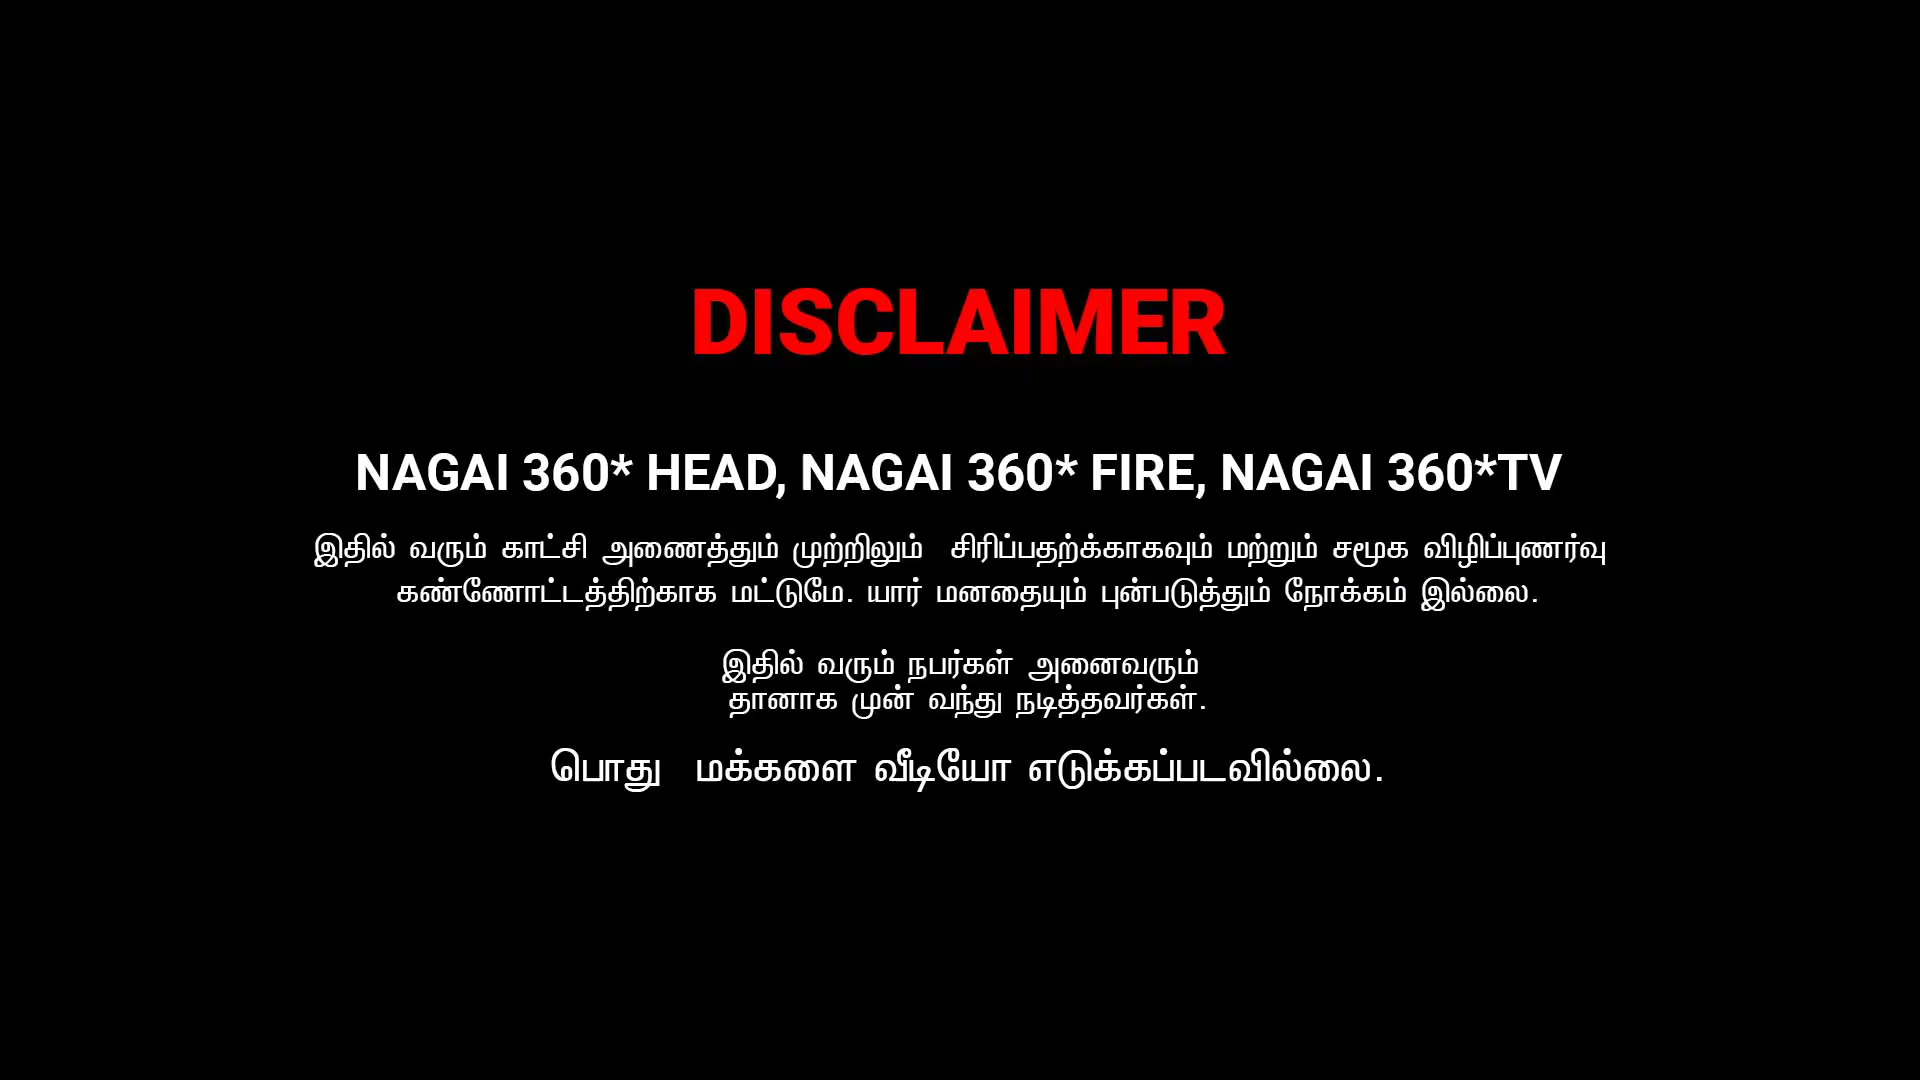 DISCLAIMER
NAGAI 360* HEAD, NAGAI 360* FIRE, NAGAI 360*TV
இதில் வரும் காட்சி அணைத்தும் முற்றிலும் சிரிப்பதற்க்காகவும் மற்றும் சமூக விழிப்புணர்வு
கண்ணோட்டத்திற்காக மட்டுமே. யார் மனதையும் புன்படுத்தும் நோக்கம் இல்லை.
இதில் வரும் நபர்கள் அனைவரும்
தானாக முன் வந்து நடித்தவர்கள்.
பொது மக்களை வீடியோ எடுக்கப்படவில்லை.